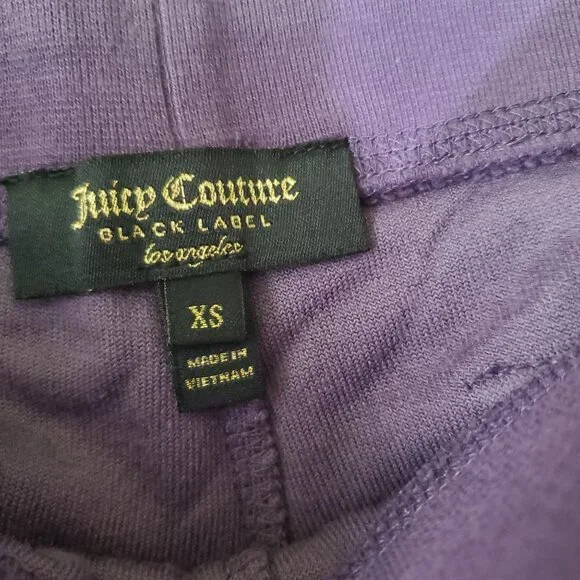 Juicy Couture
BLACK LABEL
los angeles
XS
MADE IN
VIETNAM